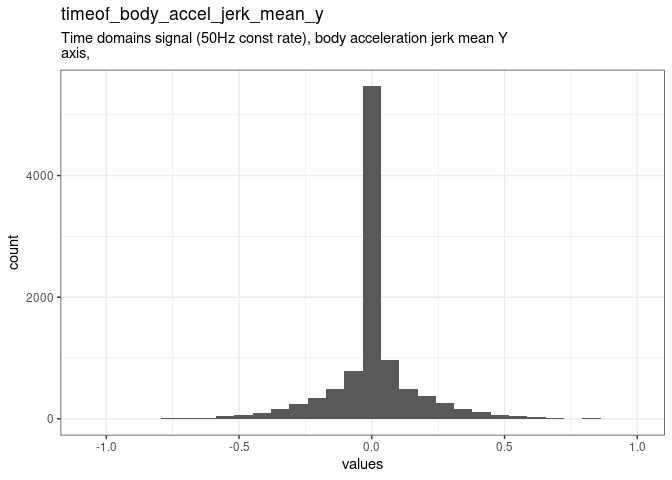 timeof_body_accel_jerk_mean_y
Time domains signal (50Hz const rate), body acceleration jerk mean Y
axis,
4000
2000
0
count
-1.0
-0.5
0.0
0.5
1.0
values